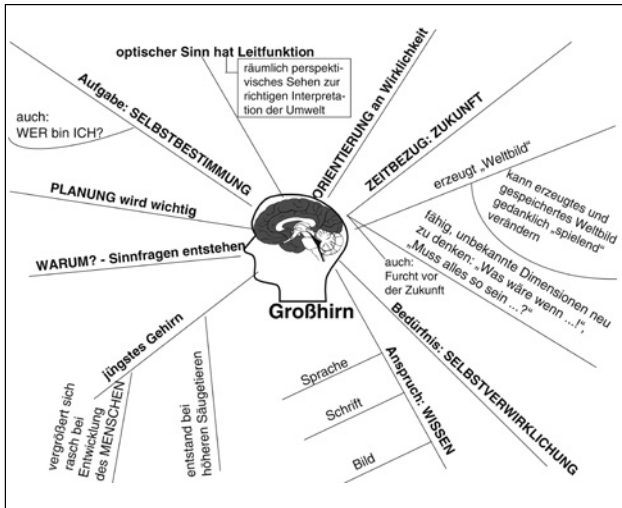 optischer Sinn hat Leitfunktion
räumlich perspekti-
visches Sehen zur
richtigen Interpreta-
tion der Umwelt
ORIENTIERUNG an Wirklichkeit
ZEITBEZUG: ZUKUNFT
erzeugt „Weltbild"
kann erzeugtes und
gespeichertes Weltbild
gedanklich „spielend"
verändern
fähig, unbekannte Dimensionen neu
zu denken: „Was wäre wenn ...!",
„Muss alles so sein ...?"
auch:
Furcht vor
der Zukunft
Bedürfnis: SELBSTVERWIRKLICHUNG
Anspruch: WISSEN
Sprache
Schrift
Bild
Großhirn
jüngstes Gehirn
entstand bei
höheren Säugetieren
vergrößert sich
rasch bei
Entwicklung
des MENSCHEN
WARUM? - Sinnfragen entstehen
PLANUNG wird wichtig
Aufgabe: SELBSTBESTIMMUNG
auch:
WER bin ICH?